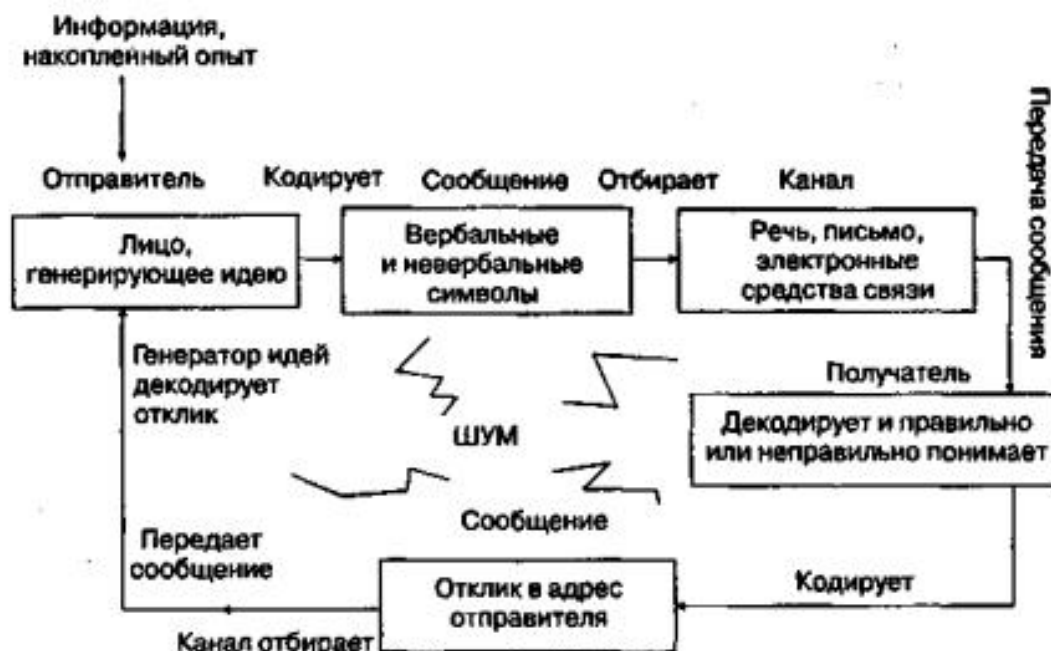 Информация,
накопленный опыт
Отправитель
Кодирует
Сообщение
Отбирает
Канал
Передача сообщения
Лицо,
генерирующее идею
Вербальные
и невербальные
символы
Речь, письмо,
электронные
средства связи
Генератор идей
декодирует
отклик
ШУМ
Получатель
Декодирует и правильно
или неправильно понимает
Сообщение
Передает
сообщение
Отклик в адрес
отправителя
Кодирует
Канал отбирает